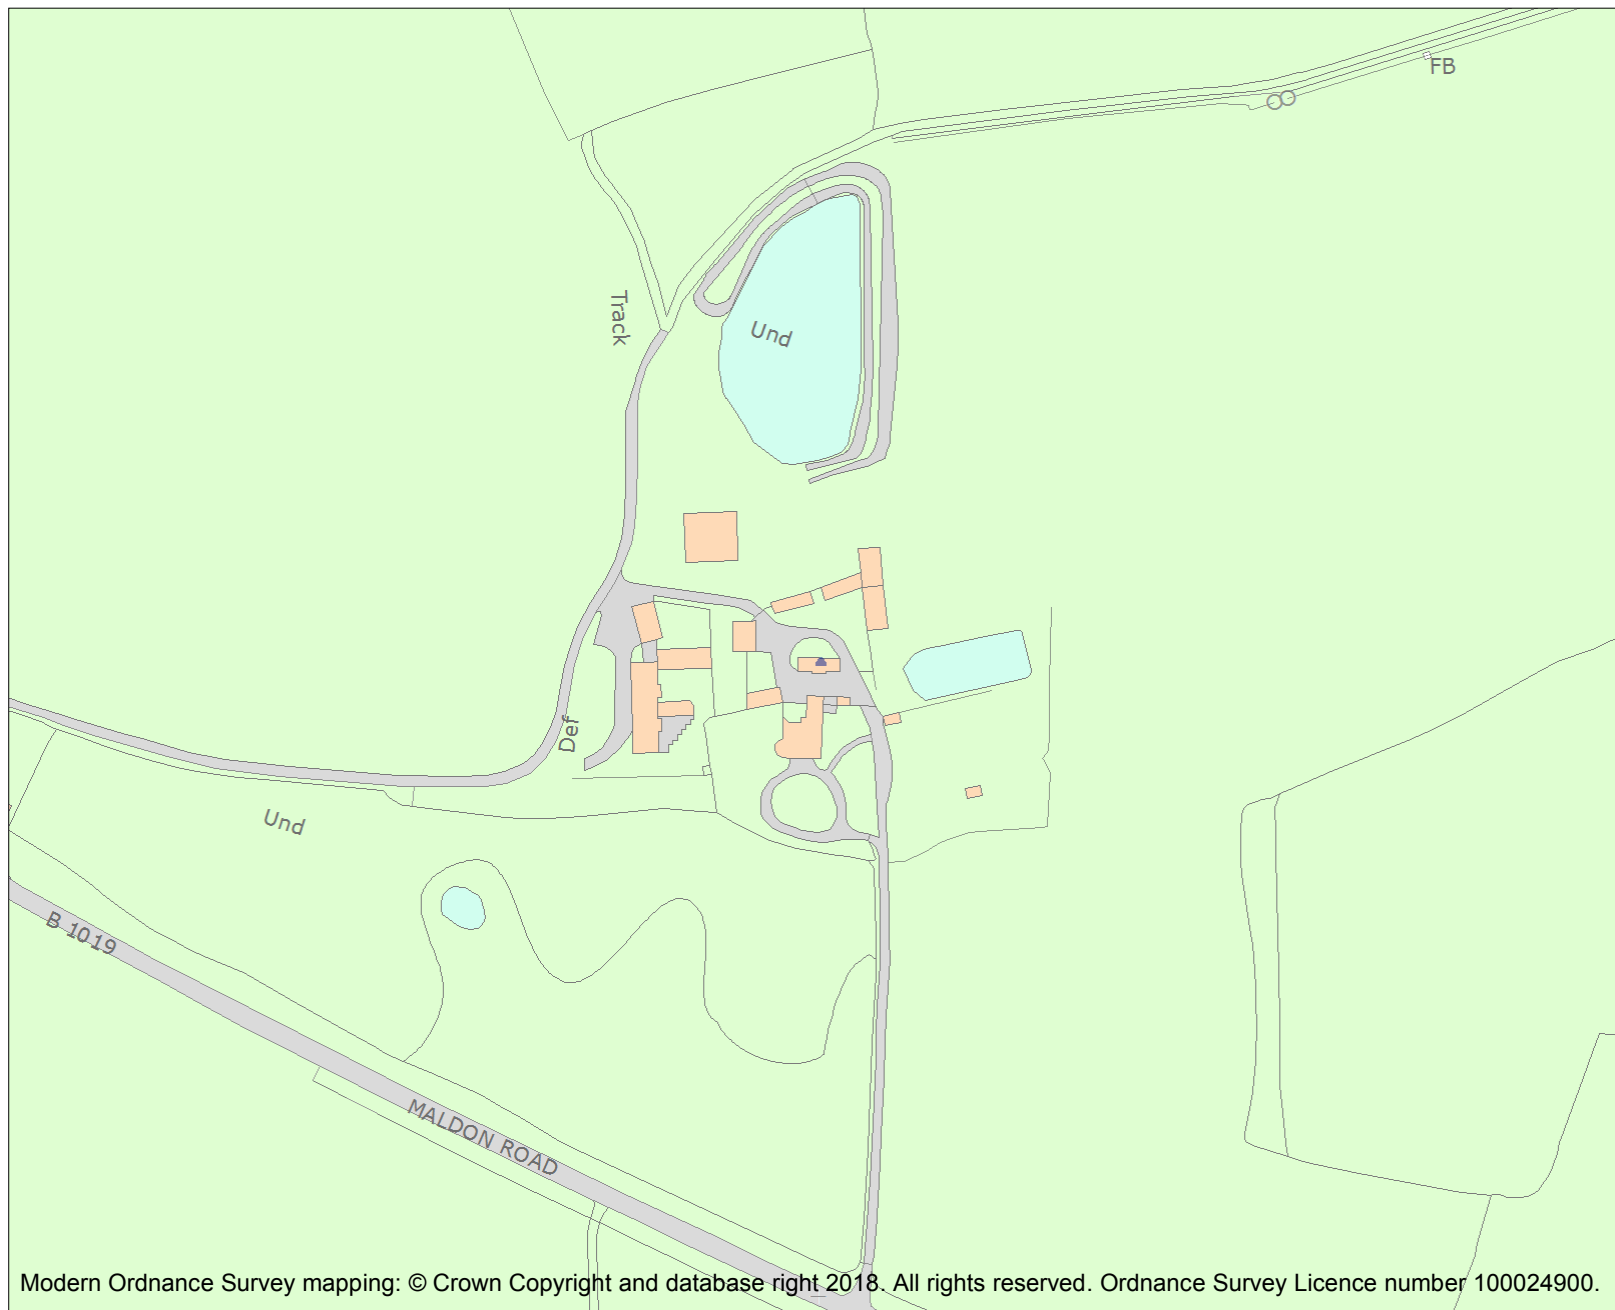 FB
Track
Und
Def
Und
B 1019
MALDON ROAD
Modern Ordnance Survey mapping: © Crown Copyright and database right 2018. All rights reserved. Ordnance Survey Licence number 100024900.